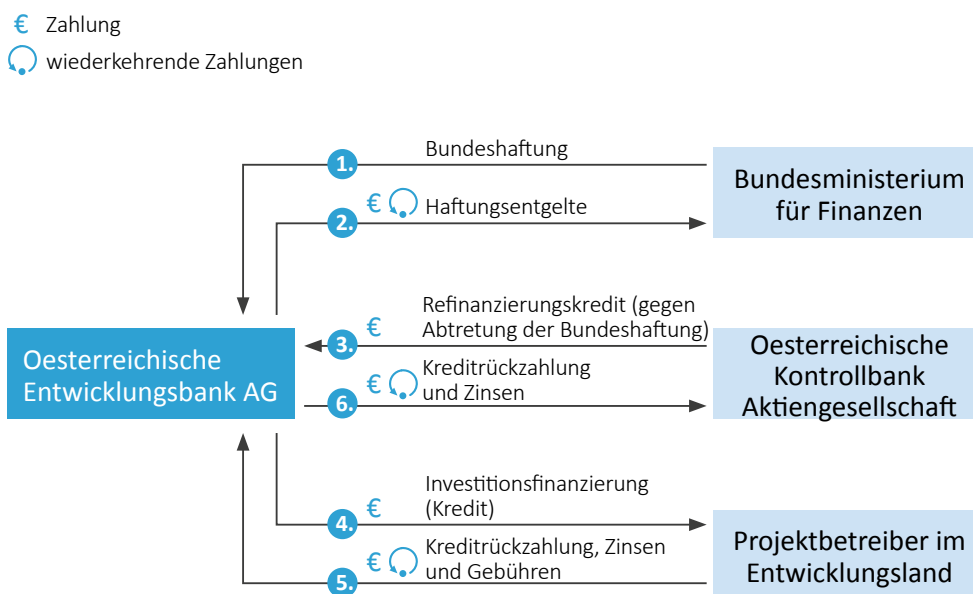 € Zahlung
wiederkehrende Zahlungen
1. Bundeshaftung
2. € Haftungsentgelte
Bundesministerium
für Finanzen
3. € Refinanzierungskredit (gegen
Abtretung der Bundeshaftung)
6. € Kreditrückzahlung
und Zinsen
Oesterreichische
Entwicklungsbank AG
Oesterreichische
Kontrollbank
Aktiengesellschaft
4. € Investitionsfinanzierung
(Kredit)
5. € Kreditrückzahlung, Zinsen
und Gebühren
Projektbetreiber im
Entwicklungsland